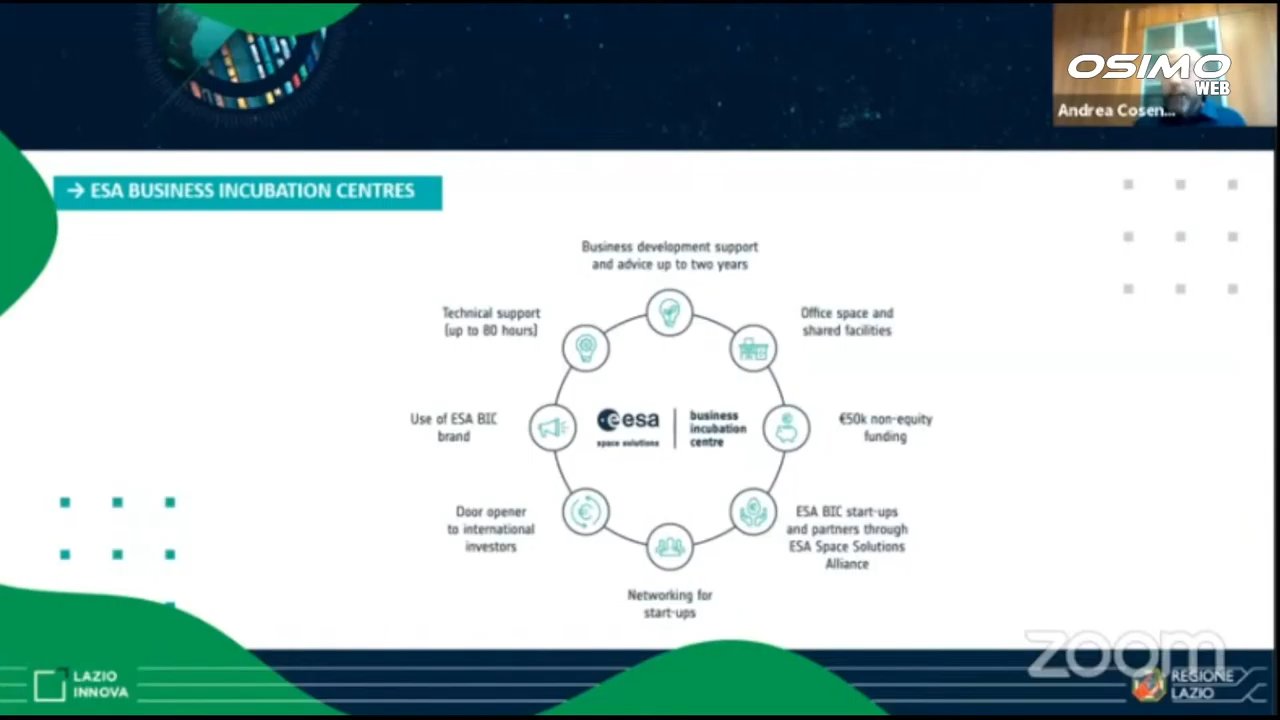 OSIMO
WEB
Andrea Cosen...
→ ESA BUSINESS INCUBATION CENTRES
Business development support
and advice up to two years
Technical support
(up to 80 hours)
Office space and
shared facilities
Use of ESA BIC
brand
esa
space solutions
business
incubation
centre
€50k non-equity
funding
Door opener
to international
investors
ESA BIC start-ups
and partners through
ESA Space Solutions
Alliance
Networking for
start-ups
zoom
LAZIO
INNOVA
REGIONE
LAZIO